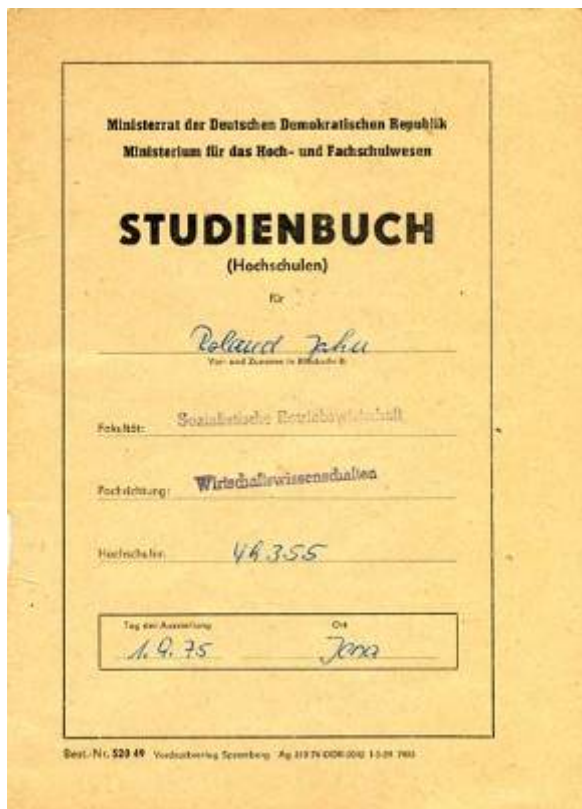 Ministerrat der Deutschen Demokratischen Republik
Ministerium für das Hoch- und Fachschulwesen
STUDIENBUCH
(Hochschulen)
für
Roland Jahn
Vor- und Zuname in Blockschrift
Fakultät: Sozialistische Betriebswirtschaft
Fachrichtung: Wirtschaftswissenschaften
Hochschule:
Tag der Ausstellung Ort
1.9.75 Jena
Best.-Nr. 520 49 Vordruckverlag Spremberg